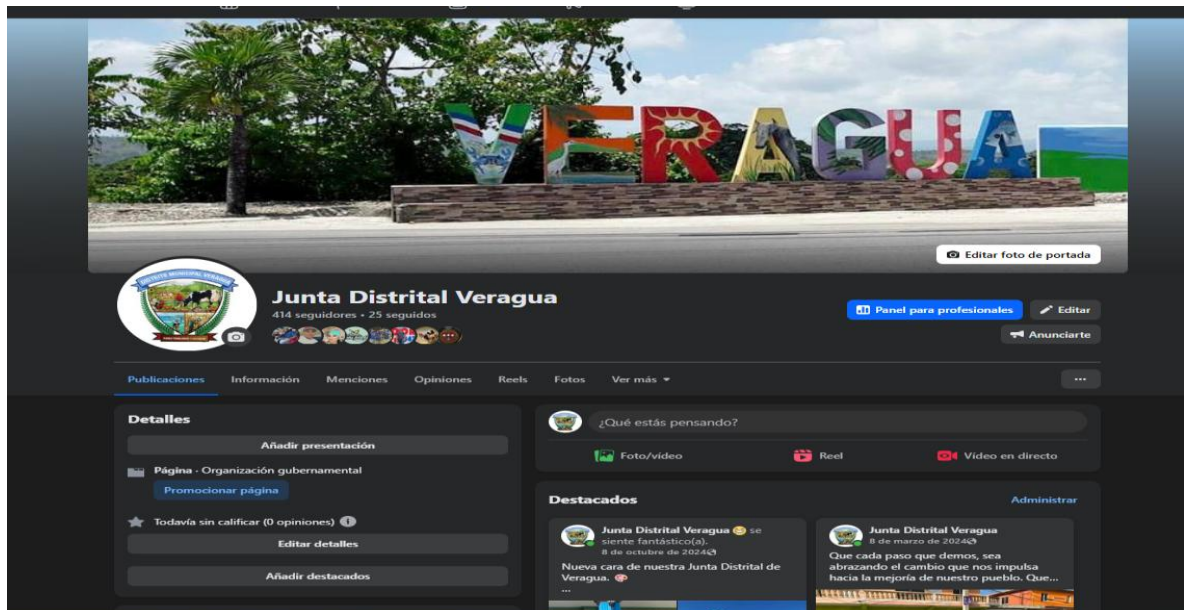 VERAGUA
Editar foto de portada
DISTRITO MUNICIPAL VERAGUA
Junta Distrital Veragua
414 seguidores • 25 seguidos
Panel para profesionales
Editar
Anunciarte
Publicaciones
Información
Menciones
Opiniones
Reels
Fotos
Ver más
Detalles
Añadir presentación
Página · Organización gubernamental
Promocionar página
Todavía sin calificar (0 opiniones)
Editar detalles
Añadir destacados
¿Qué estás pensando?
Foto/vídeo
Reel
Vídeo en directo
Destacados
Administrar
Junta Distrital Veragua 😊 se
siente fantástico(a).
8 de octubre de 2024
Nueva cara de nuestra Junta Distrital de
Veragua.
...
Junta Distrital Veragua
8 de marzo de 2024
Que cada paso que demos, sea
abrazando el cambio que nos impulsa
hacia la mejoría de nuestro pueblo. Que...